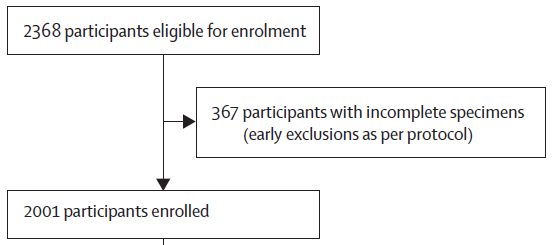 2368 participants eligible for enrolment
367 participants with incomplete specimens
(early exclusions as per protocol)
2001 participants enrolled